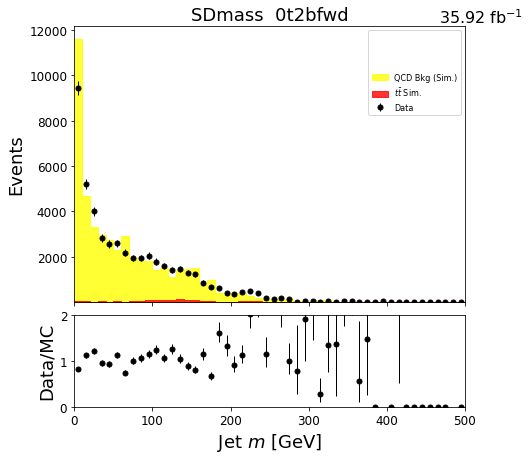 SDmass 0t2bfwd
35.92 fb⁻¹
12000
10000
8000
6000
4000
2000
Events
QCD Bkg (Sim.)
tt̄ Sim.
Data
2
1
0
Data/MC
0 100 200 300 400 500
Jet m [GeV]